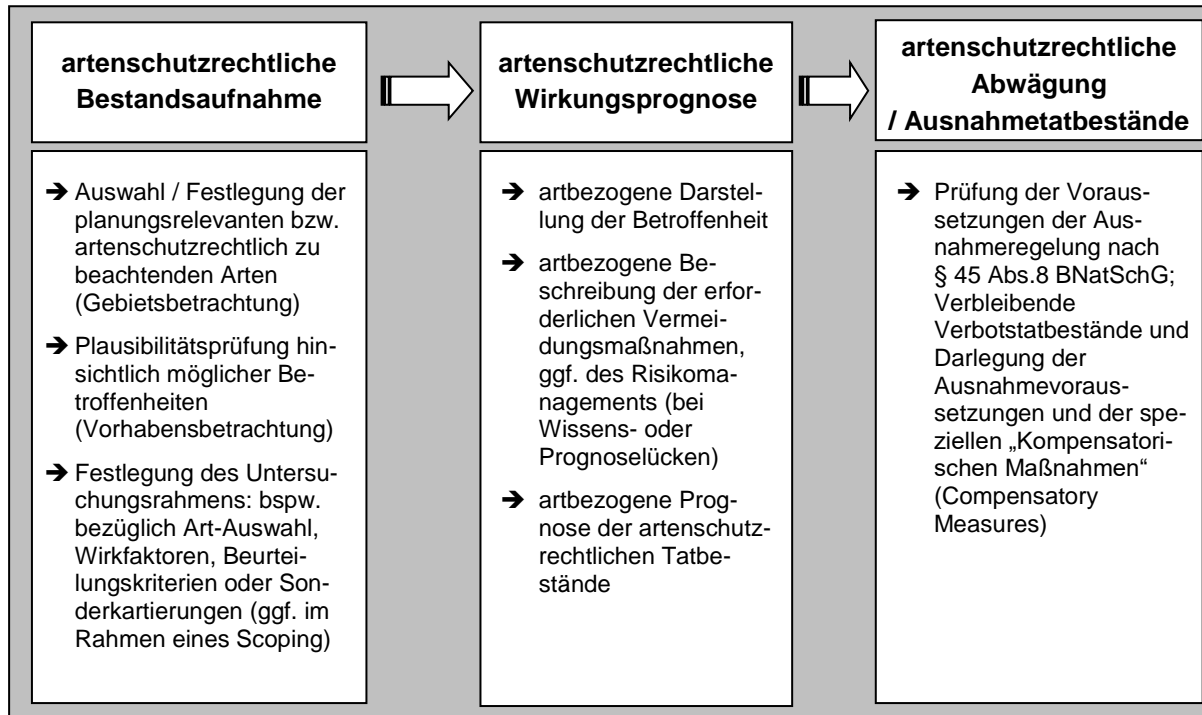 artenschutzrechtliche
Bestandsaufnahme
➔ Auswahl / Festlegung der
planungsrelevanten bzw.
artenschutzrechtlich zu
beachtenden Arten
(Gebietsbetrachtung)
➔ Plausibilitätsprüfung hin-
sichtlich möglicher Be-
troffenheiten
(Vorhabensbetrachtung)
➔ Festlegung des Untersu-
chungsrahmens: bspw.
bezüglich Art-Auswahl,
Wirkfaktoren, Beurtei-
lungskriterien oder Son-
derkartierungen (ggf. im
Rahmen eines Scoping)
artenschutzrechtliche
Wirkungsprognose
➔ artbezogene Darstel-
lung der Betroffenheit
➔ artbezogene Be-
schreibung der erfor-
derlichen Vermei-
dungsmaßnahmen,
ggf. des Risikoma-
nagements (bei
Wissens- oder
Prognoselücken)
➔ artbezogene Prog-
nose der artenschutz-
rechtlichen Tatbe-
stände
artenschutzrechtliche
Abwägung
/ Ausnahmetatbestände
➔ Prüfung der Voraus-
setzungen der Aus-
nahmeregelung nach
§ 45 Abs.8 BNatSchG;
Verbleibende
Verbotstatbestände und
Darlegung der
Ausnahmevoraus-
setzungen und der spe-
ziellen „Kompensatori-
schen Maßnahmen“
(Compensatory
Measures)